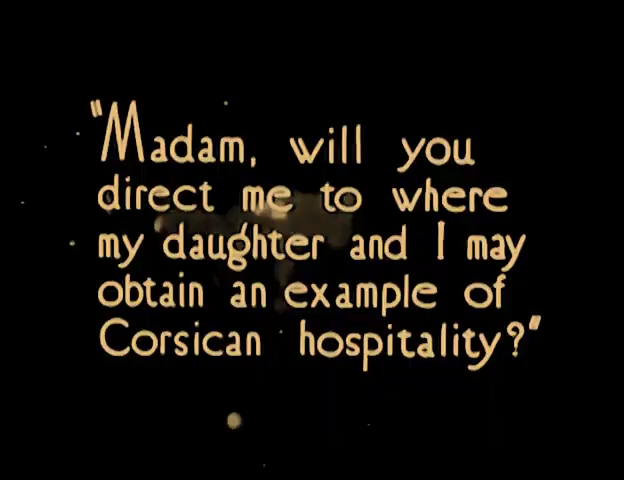 "Madam, will you
direct me to where
my daughter and I may
obtain an example of
Corsican hospitality?"